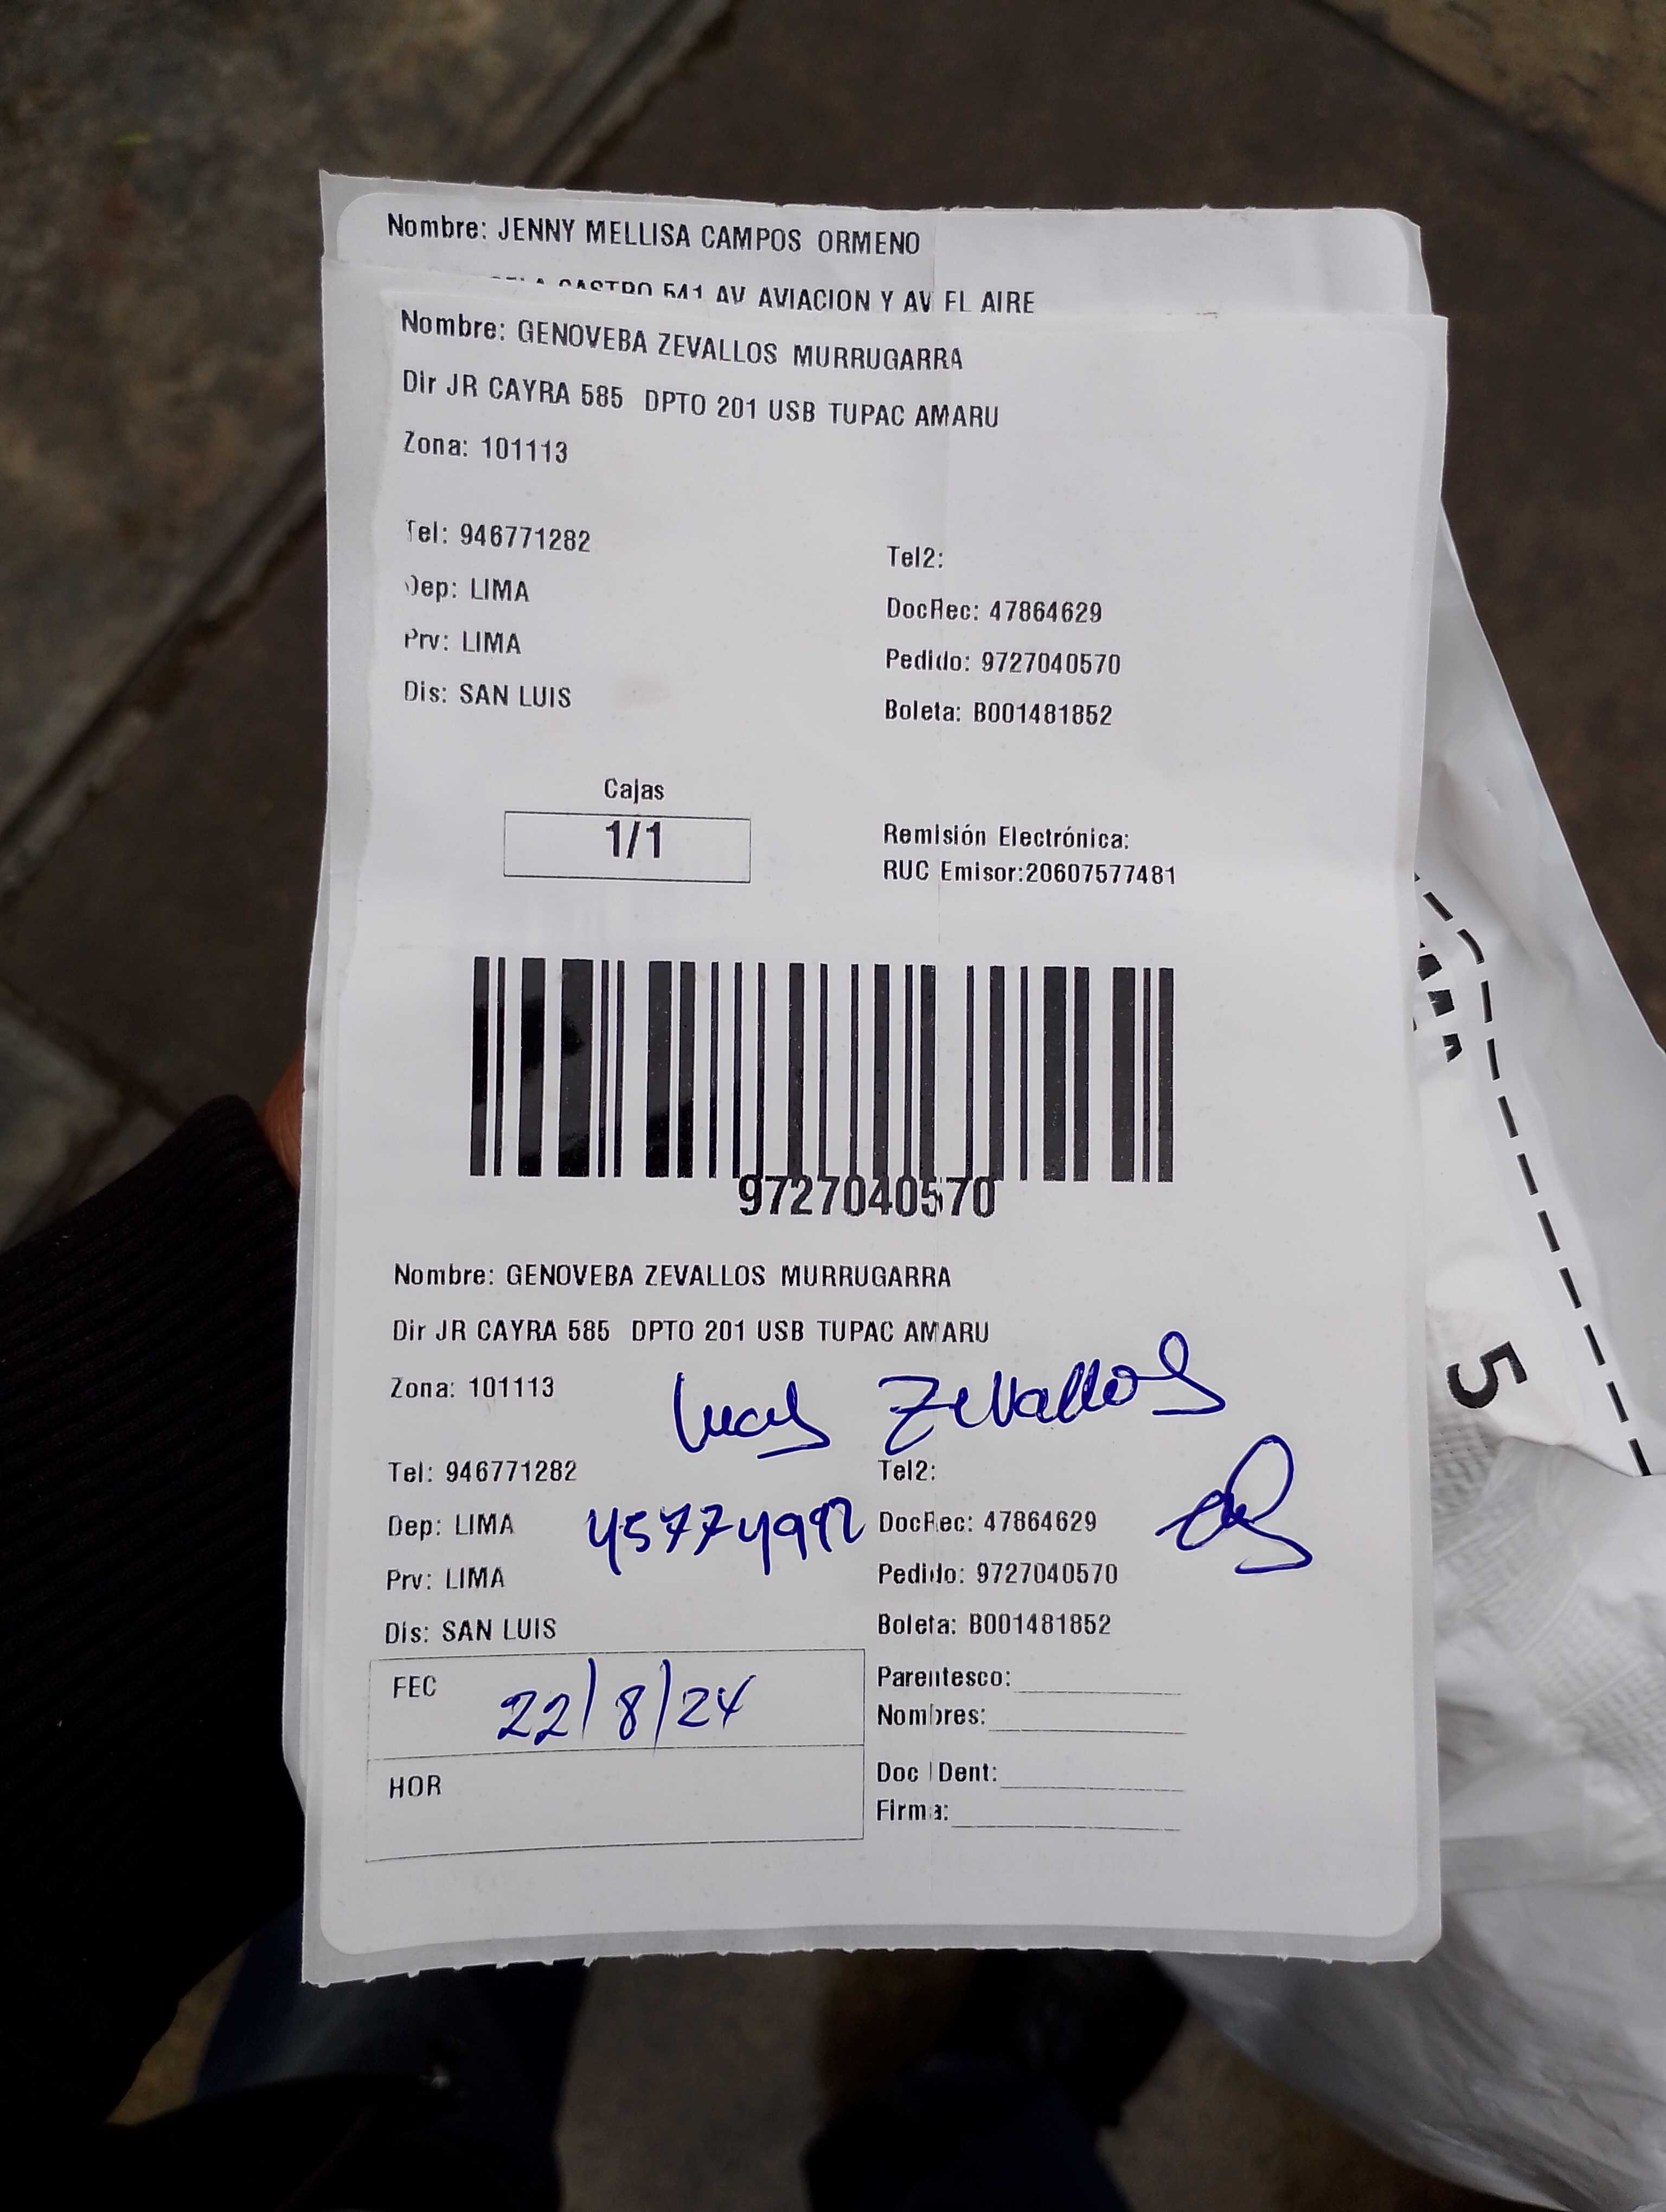 Nombre: JENNY MELLISA CAMPOS ORMENO
CASTRO 541 AV AVIACION Y AV EL AIRE
Nombre: GENOVEBA ZEVALLOS MURRUGARRA
Dir JR CAYRA 585 DPTO 201 USB TUPAC AMARU
Zona: 101113
Tel: 946771282
Tel2:
Dep: LIMA
DocRec: 47864629
Prv: LIMA
Pedido: 9727040570
Dis: SAN LUIS
Boleta: B001481852
Cajas
1/1
Remisión Electrónica:
RUC Emisor:20607577481
9727040570
Nombre: GENOVEBA ZEVALLOS MURRUGARRA
Dir JR CAYRA 585 DPTO 201 USB TUPAC AMARU
Zona: 101113
Zevallos
Tel: 946771282
Tel2:
Dep: LIMA
45774992
DocRec: 47864629
Prv: LIMA
Pedido: 9727040570
Dis: SAN LUIS
Boleta: B001481852
FEC 22/8/24
Parentesco:
Nombres:
HOR
Doc IDent:
Firma:
5